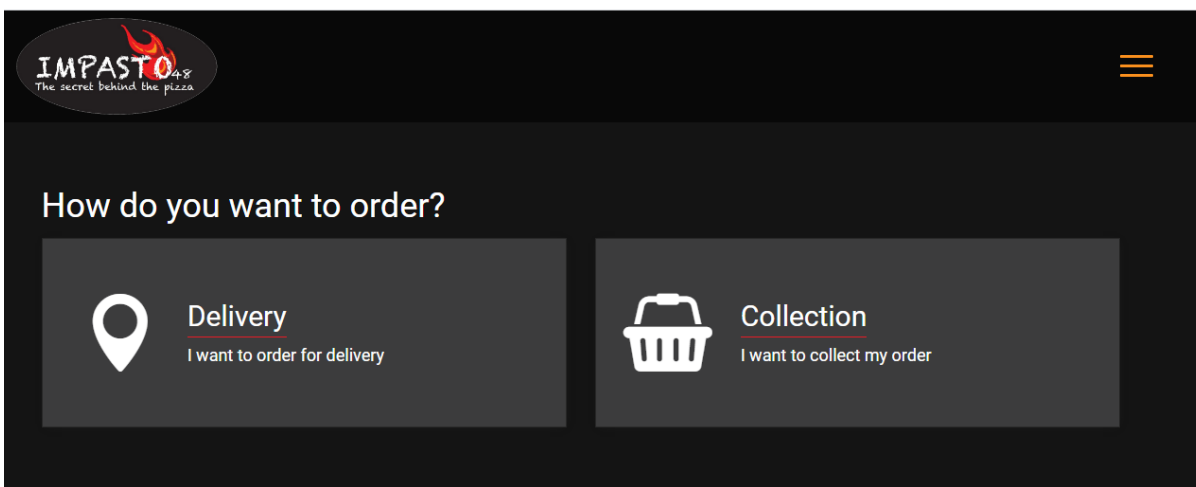 IMPASTO48
The secret behind the pizza
How do you want to order?
Delivery
I want to order for delivery
Collection
I want to collect my order